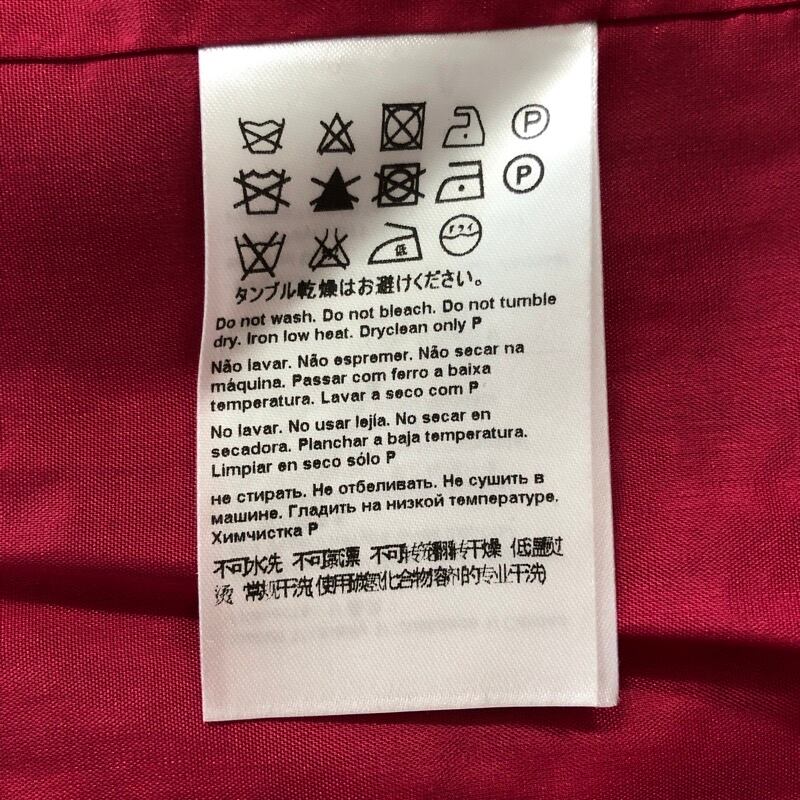 P
P
低 ドライ
タンブル乾燥はお避けください。
Do not wash. Do not bleach. Do not tumble
dry. Iron low heat. Dryclean only P
Não lavar. Não espremer. Não secar na
máquina. Passar com ferro a baixa
temperatura. Lavar a seco com P
No lavar. No usar lejía. No secar en
secadora. Planchar a baja temperatura.
Limpiar en seco sólo P
не стирать. Не отбеливать. Не сушить в
машине. Гладить на низкой температуре.
Химчистка P
不可水洗 不可氯漂 不可转笼翻转干燥 低温过
烫 常规干洗(使用碳氢化合物溶剂的专业干洗)